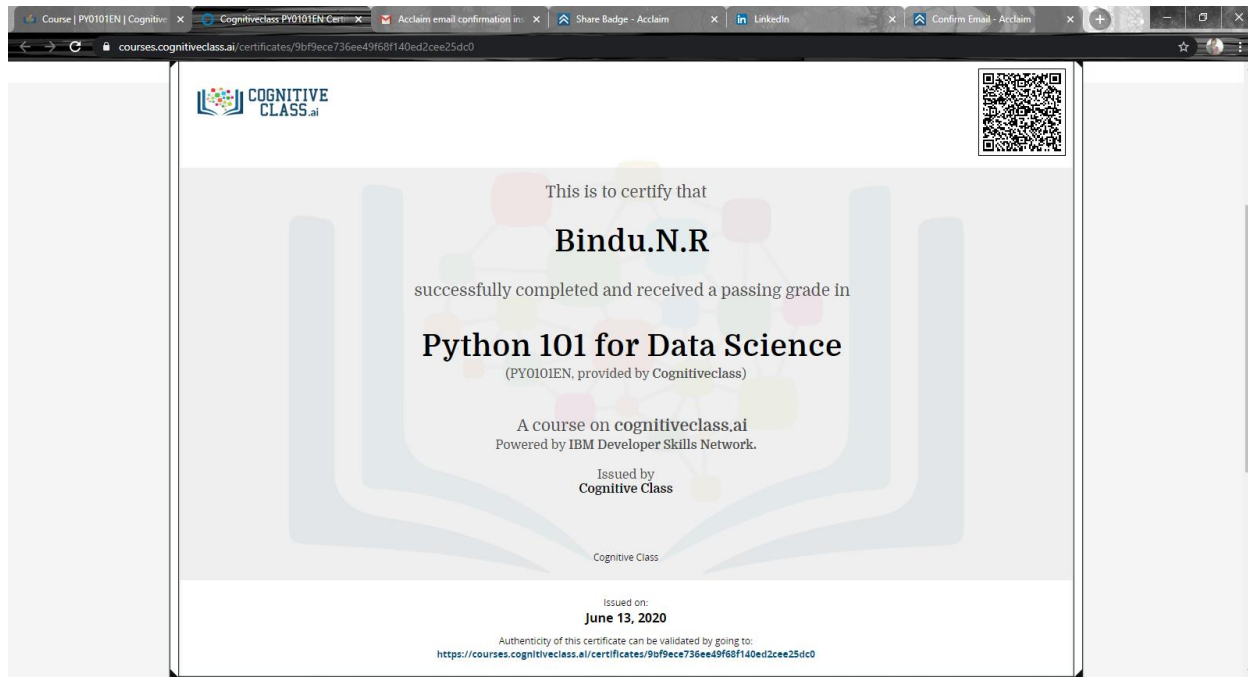 Course | PY0101EN | Cognitive
Cognitiveclass PY0101EN Cert
Acclaim email confirmation ins
Share Badge - Acclaim
LinkedIn
Confirm Email - Acclaim
courses.cognitiveclass.ai/certificates/9bf9ece736ee49f68f140ed2cee25dc0
COGNITIVE
CLASS.ai
This is to certify that
Bindu.N.R
successfully completed and received a passing grade in
Python 101 for Data Science
(PY0101EN, provided by Cognitiveclass)
A course on cognitiveclass.ai
Powered by IBM Developer Skills Network.
Issued by
Cognitive Class
Cognitive Class
Issued on:
June 13, 2020
Authenticity of this certificate can be validated by going to:
https://courses.cognitiveclass.ai/certificates/9bf9ece736ee49f68f140ed2cee25dc0